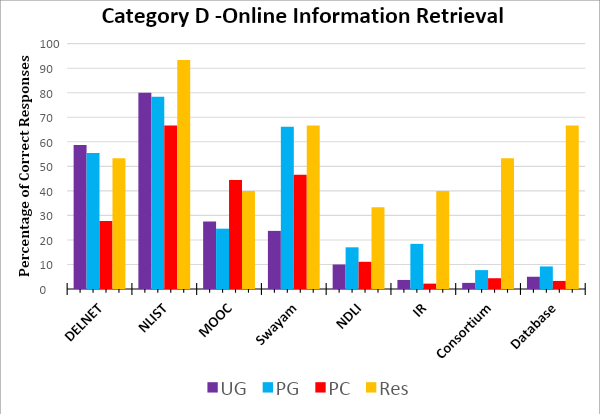 Category D -Online Information Retrieval
Percentage of Correct Responses
100
90
80
70
60
50
40
30
20
10
0
DELNET
NLIST
MOOC
Swayam
NDLI
IR
Consortium
Database
UG PG PC Res